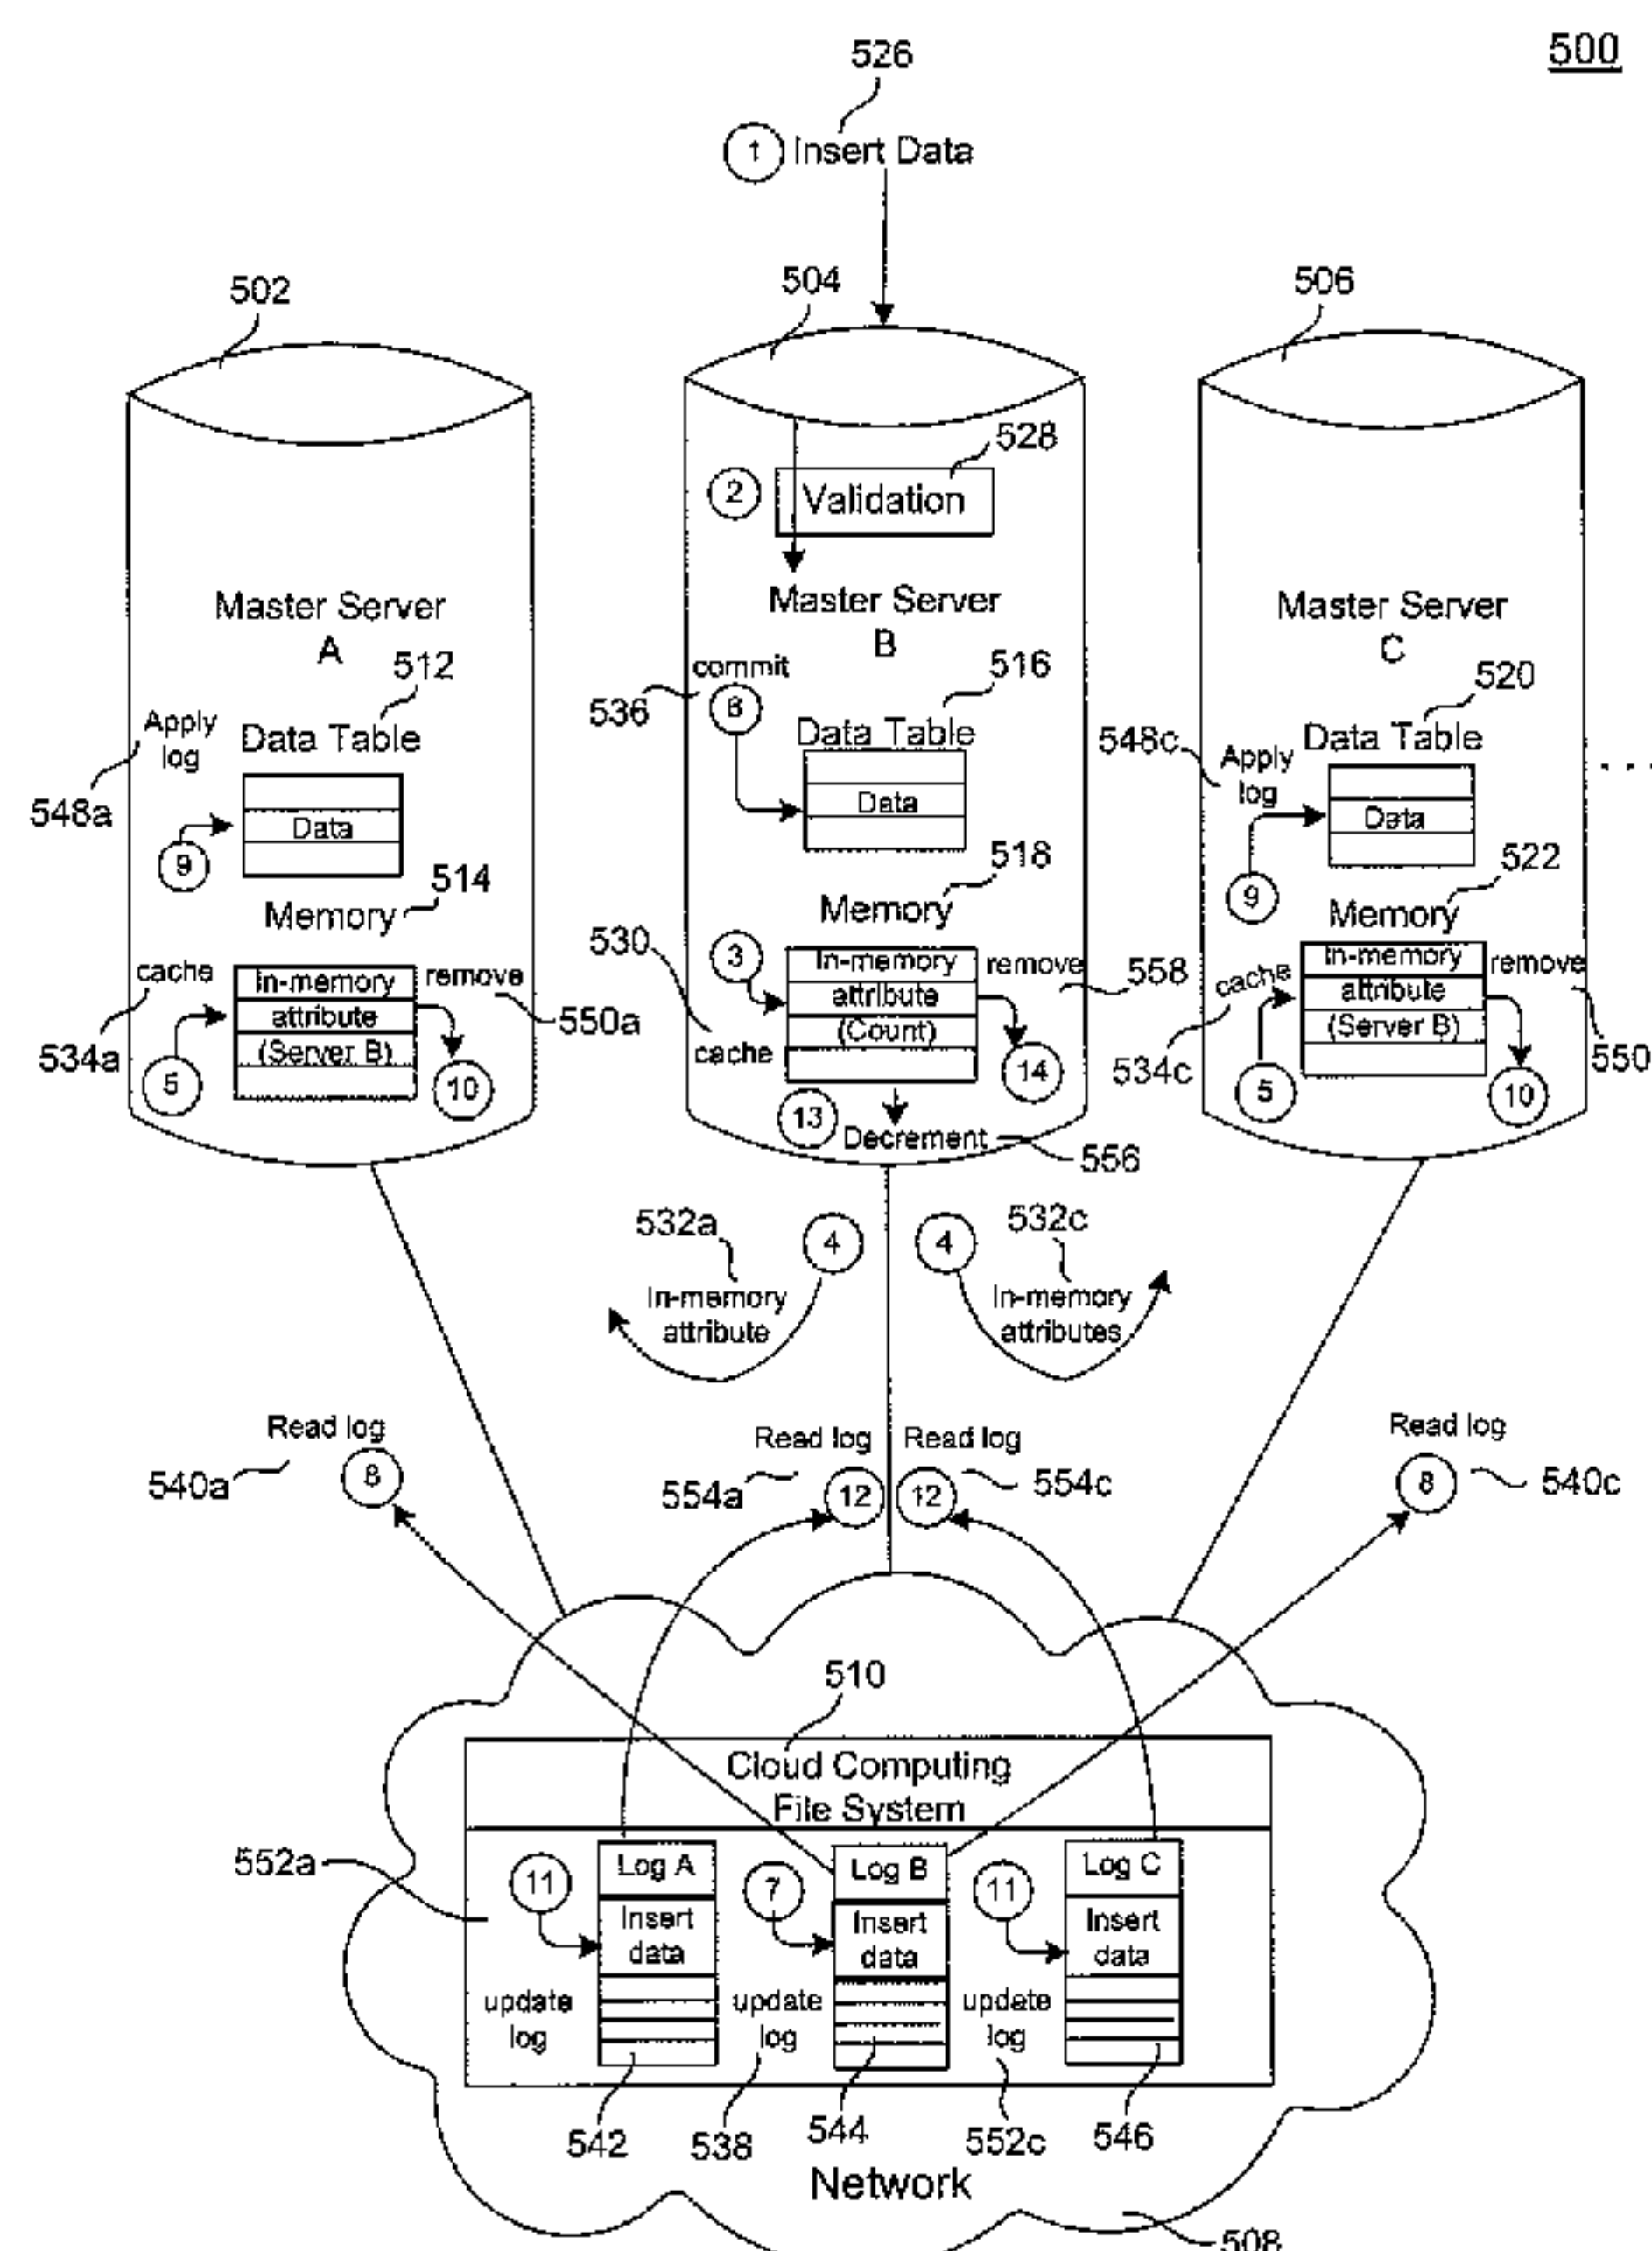 500
526
1 Insert Data
502
504
506
528
2 Validation
Master Server
A
Master Server
B
Master Server
C
512
Data Table
Apply
log
548a
9
Data
commit
536
6
516
Data Table
Data
520
Data Table
548c
Apply
log
9
Data
Memory 514
cache
534a
5
In-memory
attribute
(Server B)
remove
550a
10
518
Memory
530
3
cache
In-memory
attribute
(Count)
remove
558
14
13
Decrement
556
522
Memory
cache
534c
5
In-memory
attribute
(Server B)
remove
550
10
532a
4
In-memory
attribute
532c
4
In-memory
attributes
Read log
540a
8
Read log
554a
12
Read log
554c
12
Read log
8
540c
510
Cloud Computing
File System
552a
11
Log A
Insert
data
update
log
542
7
Log B
Insert
data
update
log
538
544
11
Log C
Insert
data
update
log
552c
546
Network
508